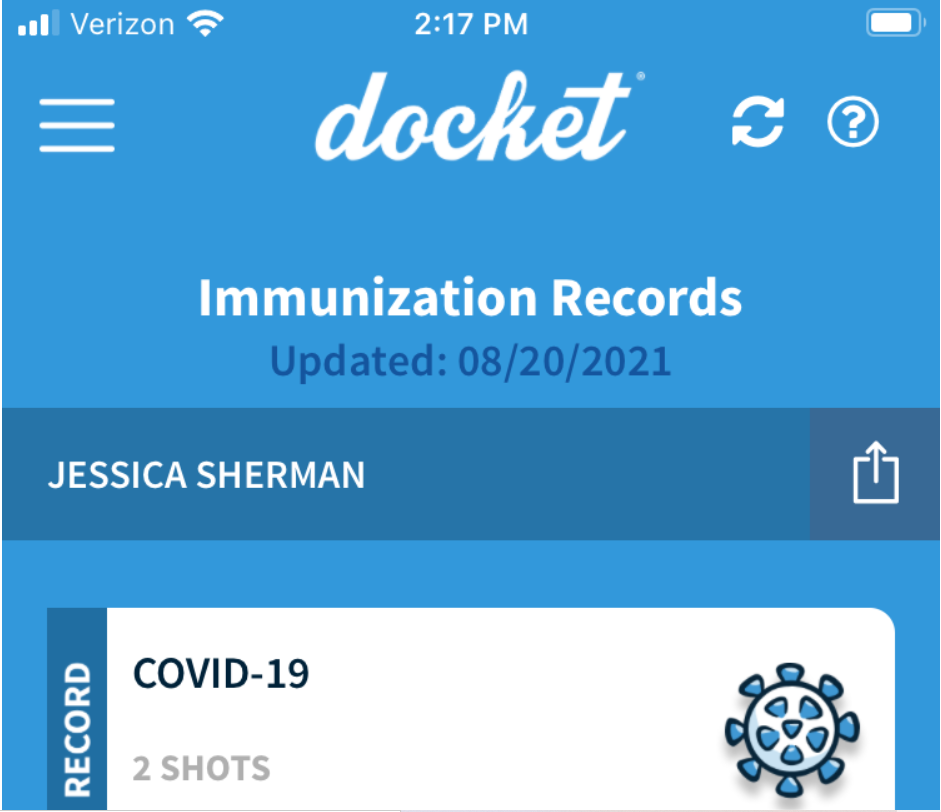 Verizon 2:17 PM
docket®
Immunization Records
Updated: 08/20/2021
JESSICA SHERMAN
RECORD
COVID-19
2 SHOTS